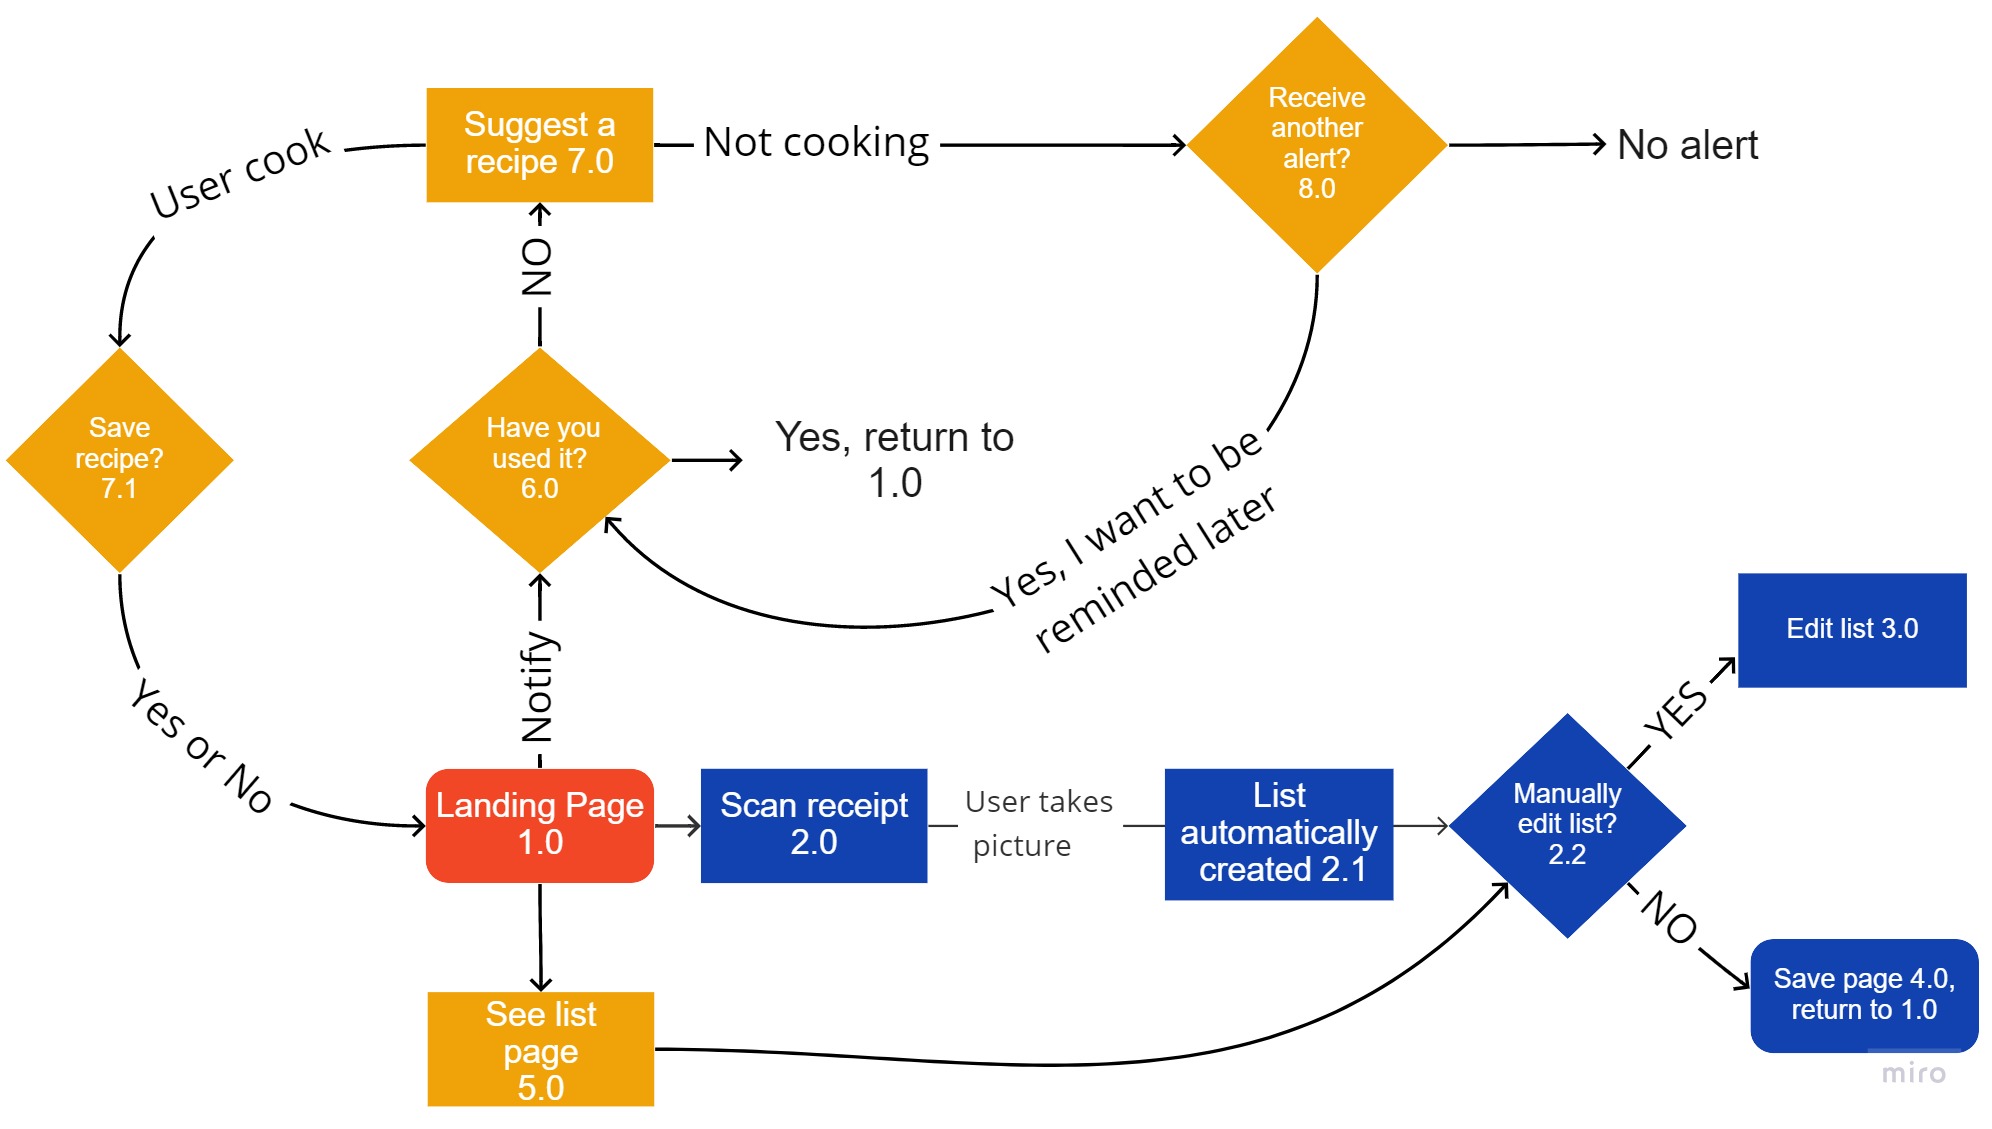 Suggest a
recipe 7.0
Not cooking
Receive
another
alert?
8.0
No alert
User cook
NO
Save
recipe?
7.1
Have you
used it?
6.0
Yes, return to
1.0
Yes, I want to be
reminded later
Yes or No
Notify
Landing Page
1.0
Scan receipt
2.0
User takes
picture
List
automatically
created 2.1
Manually
edit list?
2.2
YES
Edit list 3.0
NO
Save page 4.0,
return to 1.0
See list
page
5.0
miro